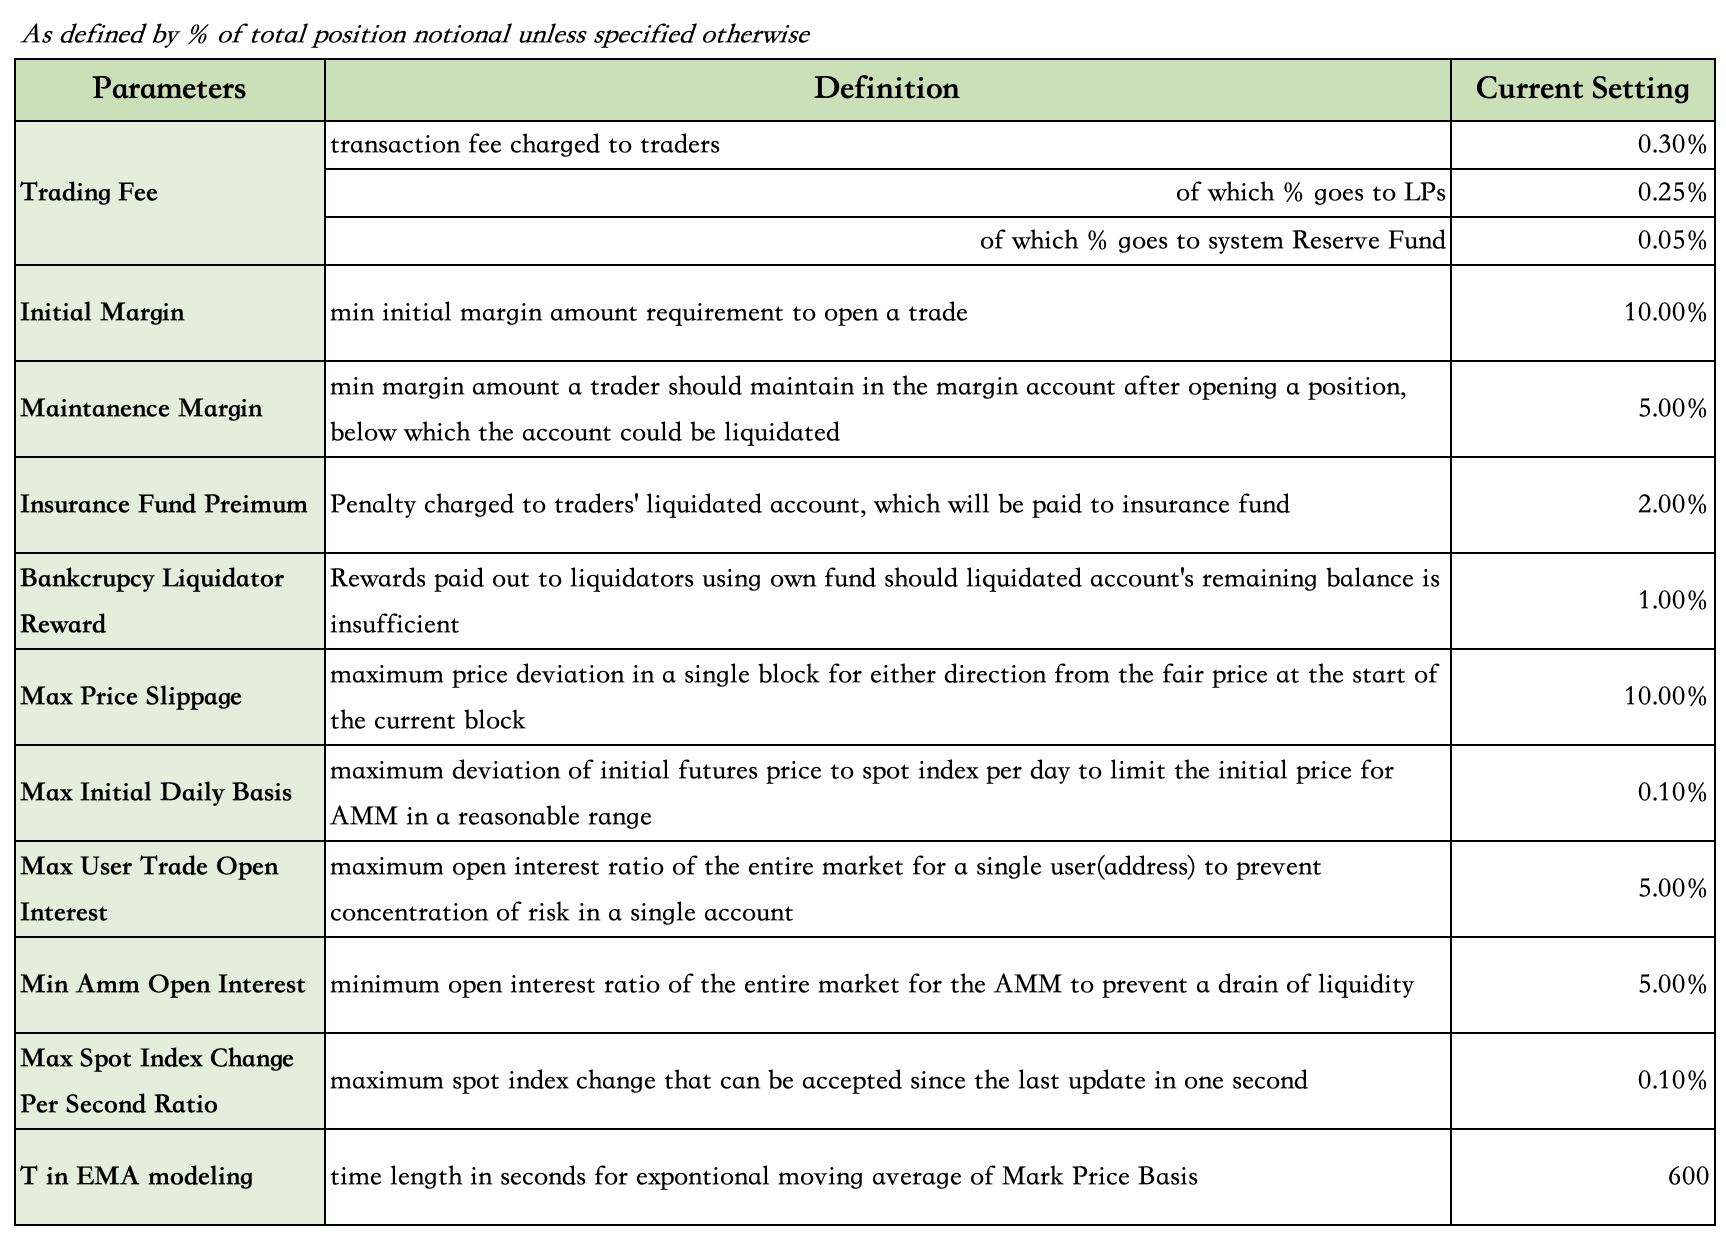 As defined by % of total position notional unless specified otherwise
Parameters Definition Current Setting
Trading Fee
transaction fee charged to traders 0.30%
of which % goes to LPs 0.25%
of which % goes to system Reserve Fund 0.05%
Initial Margin min initial margin amount requirement to open a trade 10.00%
Maintanence Margin
min margin amount a trader should maintain in the margin account after opening a position,
below which the account could be liquidated
5.00%
Insurance Fund Preimum Penalty charged to traders' liquidated account, which will be paid to insurance fund 2.00%
Bankcrupcy Liquidator
Reward
Rewards paid out to liquidators using own fund should liquidated account's remaining balance is
insufficient
1.00%
Max Price Slippage
maximum price deviation in a single block for either direction from the fair price at the start of
the current block
10.00%
Max Initial Daily Basis
maximum deviation of initial futures price to spot index per day to limit the initial price for
AMM in a reasonable range
0.10%
Max User Trade Open
Interest
maximum open interest ratio of the entire market for a single user(address) to prevent
concentration of risk in a single account
5.00%
Min Amm Open Interest minimum open interest ratio of the entire market for the AMM to prevent a drain of liquidity 5.00%
Max Spot Index Change
Per Second Ratio
maximum spot index change that can be accepted since the last update in one second
0.10%
T in EMA modeling time length in seconds for expontional moving average of Mark Price Basis 600